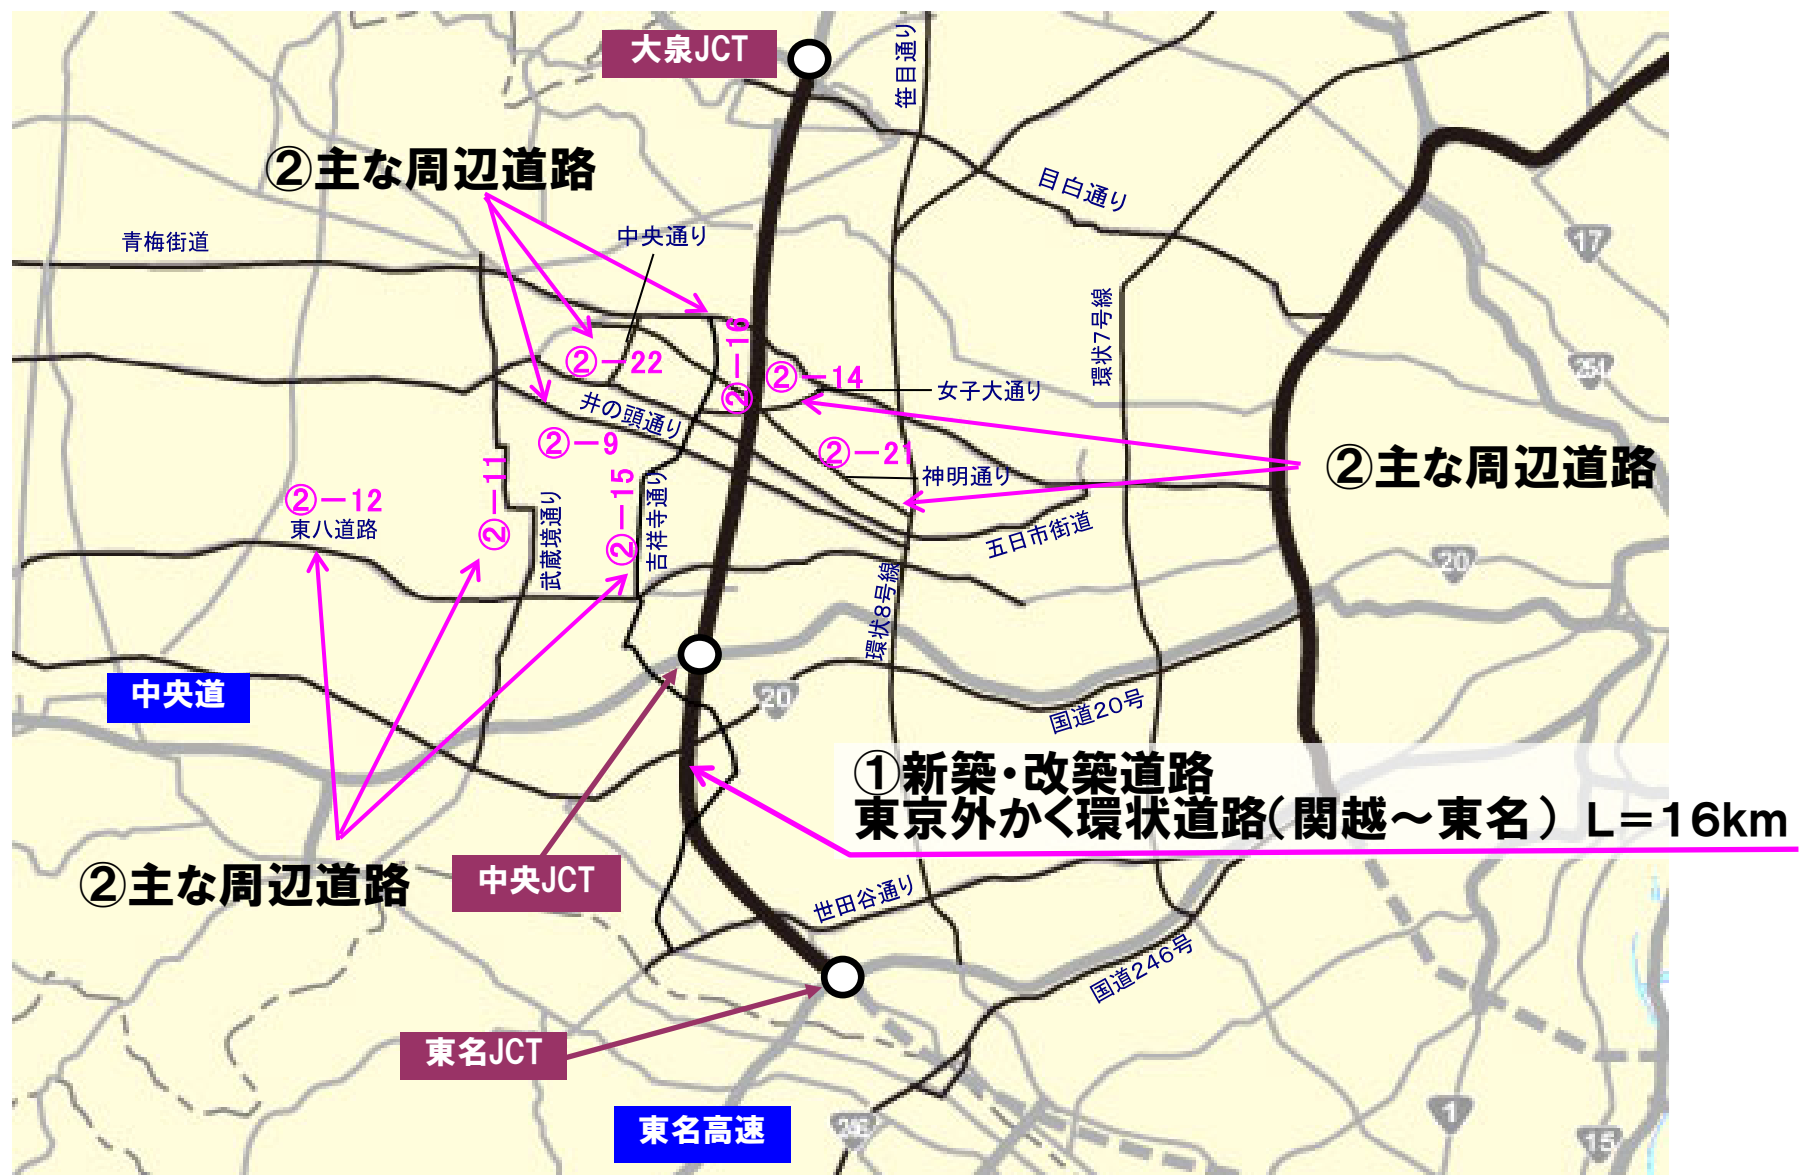 大泉JCT
笹目通り
②主な周辺道路
目白通り
青梅街道
中央通り
17
環状7号線
②－16
②－22
②－14
254
女子大通り
井の頭通り
②－9
②－21
②主な周辺道路
神明通り
②－11
②－15
②－12
東八道路
武蔵境通り
吉祥寺通り
五日市街道
20
環状8号線
中央道
20
国道20号
①新築・改築道路
東京外かく環状道路（関越～東名） L＝16km
②主な周辺道路
中央JCT
世田谷通り
国道246号
東名JCT
東名高速
246
1
15